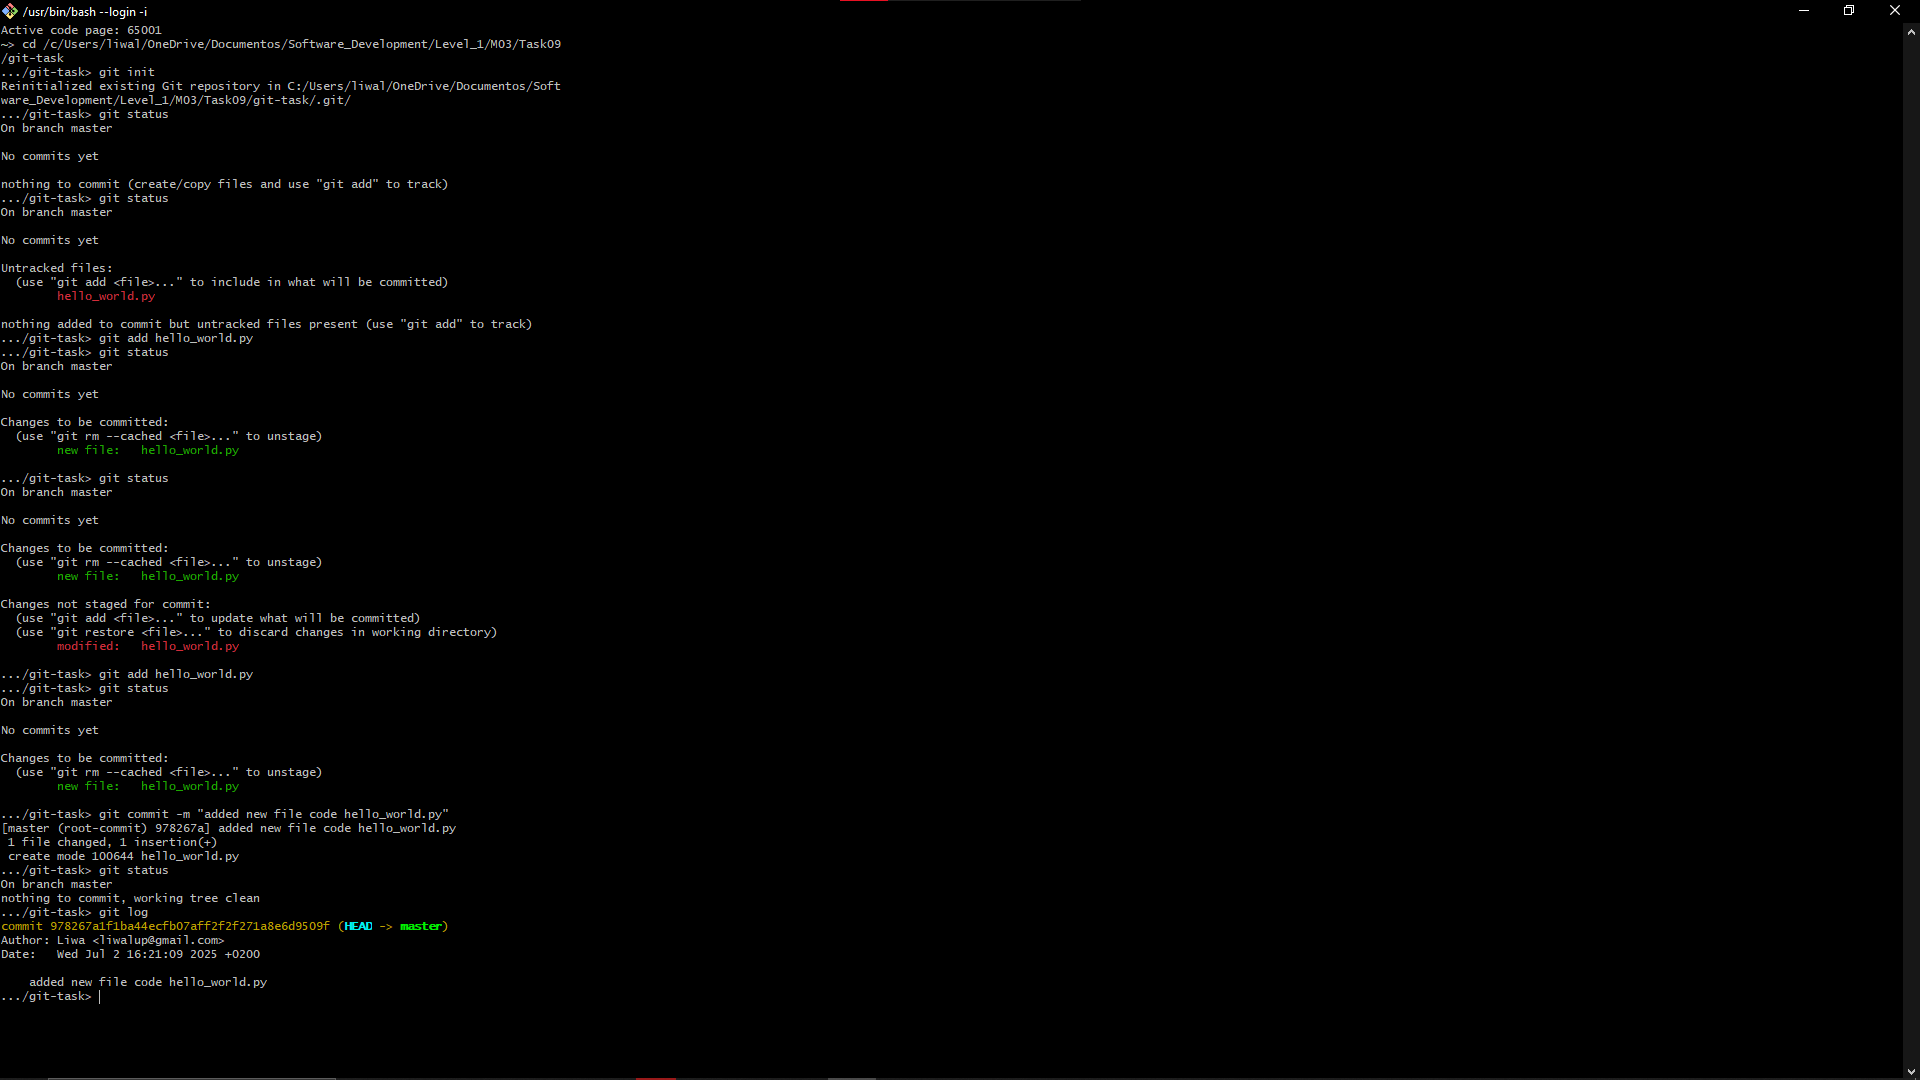 /usr/bin/bash --login -i
Active code page: 65001
~> cd /c/Users/liwal/OneDrive/Documentos/Software_Development/Level_1/M03/Task09
/git-task
.../git-task> git init
Reinitialized existing Git repository in C:/Users/liwal/OneDrive/Documentos/Soft
ware_Development/Level_1/M03/Task09/git-task/.git/
.../git-task> git status
On branch master

No commits yet

nothing to commit (create/copy files and use "git add" to track)
.../git-task> git status
On branch master

No commits yet

Untracked files:
  (use "git add <file>..." to include in what will be committed)
        hello_world.py

nothing added to commit but untracked files present (use "git add" to track)
.../git-task> git add hello_world.py
.../git-task> git status
On branch master

No commits yet

Changes to be committed:
  (use "git rm --cached <file>..." to unstage)
        new file:   hello_world.py

.../git-task> git status
On branch master

No commits yet

Changes to be committed:
  (use "git rm --cached <file>..." to unstage)
        new file:   hello_world.py

Changes not staged for commit:
  (use "git add <file>..." to update what will be committed)
  (use "git restore <file>..." to discard changes in working directory)
        modified:   hello_world.py

.../git-task> git add hello_world.py
.../git-task> git status
On branch master

No commits yet

Changes to be committed:
  (use "git rm --cached <file>..." to unstage)
        new file:   hello_world.py

.../git-task> git commit -m "added new file code hello_world.py"
[master (root-commit) 978267a] added new file code hello_world.py
 1 file changed, 1 insertion(+)
 create mode 100644 hello_world.py
.../git-task> git status
On branch master
nothing to commit, working tree clean
.../git-task> git log
commit 978267a1f1ba44ecfb07aff2f2f271a8e6d9509f (HEAD -> master)
Author: Liwa <liwalup@gmail.com>
Date:   Wed Jul 2 16:21:09 2025 +0200

    added new file code hello_world.py
.../git-task>